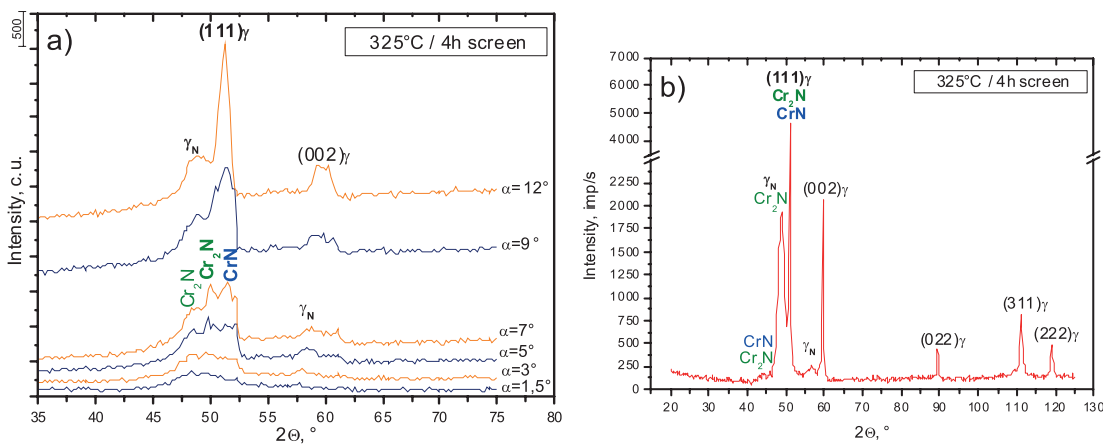 500
a)
(111)γ
325°C / 4h screen
γN
(002)γ
α=12°
α=9°
Cr2N
Cr2N
CrN
γN
α=7°
α=5°
α=3°
α=1,5°
Intensity, c.u.
35 40 45 50 55 60 65 70 75 80
2Θ, °
b)
(111)γ
Cr2N
CrN
325°C / 4h screen
7000
6000
5000
4000
2250
2000
1750
1500
1250
1000
750
500
250
0
Intensity, imp/s
γN
Cr2N
(002)γ
CrN
Cr2N
γN
(022)γ
(311)γ
(222)γ
20 30 40 50 60 70 80 90 100 110 120 130
2Θ, °